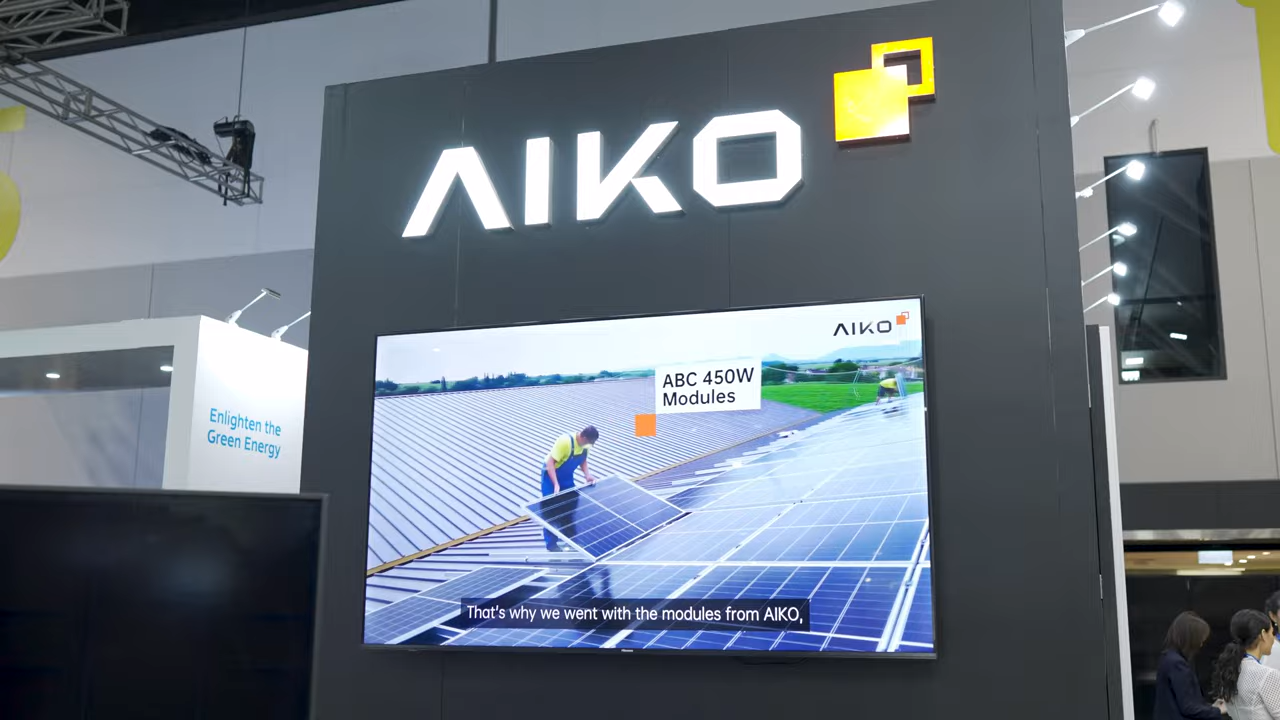 AIKO
AIKO
ABC 450W
Modules
Enlighten the
Green Energy
That's why we went with the modules from AIKO,